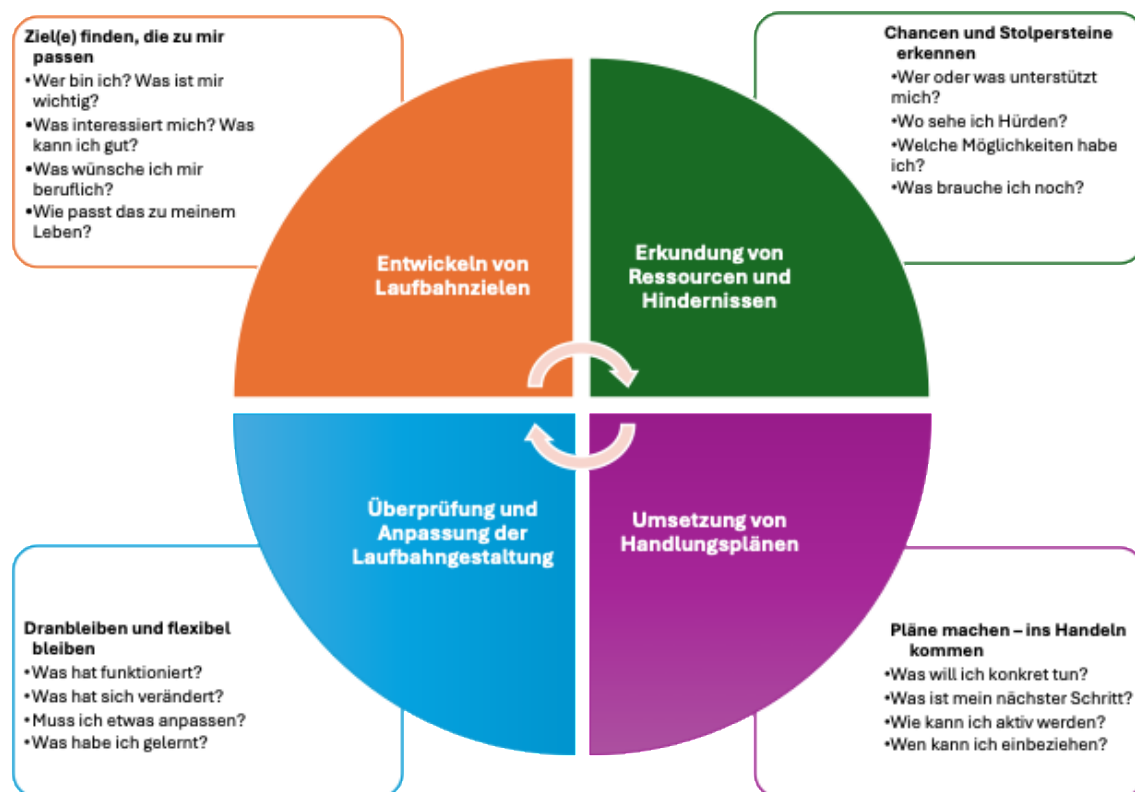 Ziel(e) finden, die zu mir
passen
•Wer bin ich? Was ist mir
wichtig?
•Was interessiert mich? Was
kann ich gut?
•Was wünsche ich mir
beruflich?
•Wie passt das zu meinem
Leben?
Chancen und Stolpersteine
erkennen
•Wer oder was unterstützt
mich?
•Wo sehe ich Hürden?
•Welche Möglichkeiten habe
ich?
•Was brauche ich noch?
Entwickeln von
Laufbahnzielen
Erkundung von
Ressourcen und
Hindernissen
Überprüfung und
Anpassung der
Laufbahngestaltung
Umsetzung von
Handlungsplänen
Dranbleiben und flexibel
bleiben
•Was hat funktioniert?
•Was hat sich verändert?
•Muss ich etwas anpassen?
•Was habe ich gelernt?
Pläne machen – ins Handeln
kommen
•Was will ich konkret tun?
•Was ist mein nächster Schritt?
•Wie kann ich aktiv werden?
•Wen kann ich einbeziehen?